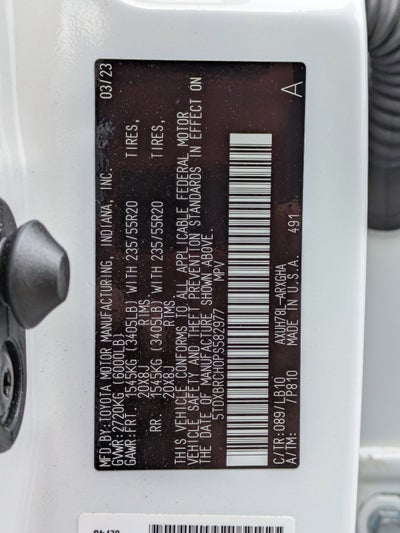 MFD.BY:TOYOTA MOTOR MANUFACTURING, INDIANA, INC. 03/23
GVWR:2720KG (6000LB)
GAWR:FRT. 1545KG (3405LB) WITH 235/55R20 TIRES,
20X8J RIMS
RR. 1545KG (3405LB) WITH 235/55R20 TIRES,
20X8J RIMS
THIS VEHICLE CONFORMS TO ALL APPLICABLE FEDERAL MOTOR
VEHICLE SAFETY AND THEFT PREVENTION STANDARDS IN EFFECT ON
THE DATE OF MANUFACTURE SHOWN ABOVE.
5TDXBRCH0PS582977 MPV
C/TR:089/LB10 AXUH78L-ARXGHA
A/TM: /P810 MADE IN U.S.A. 491 A